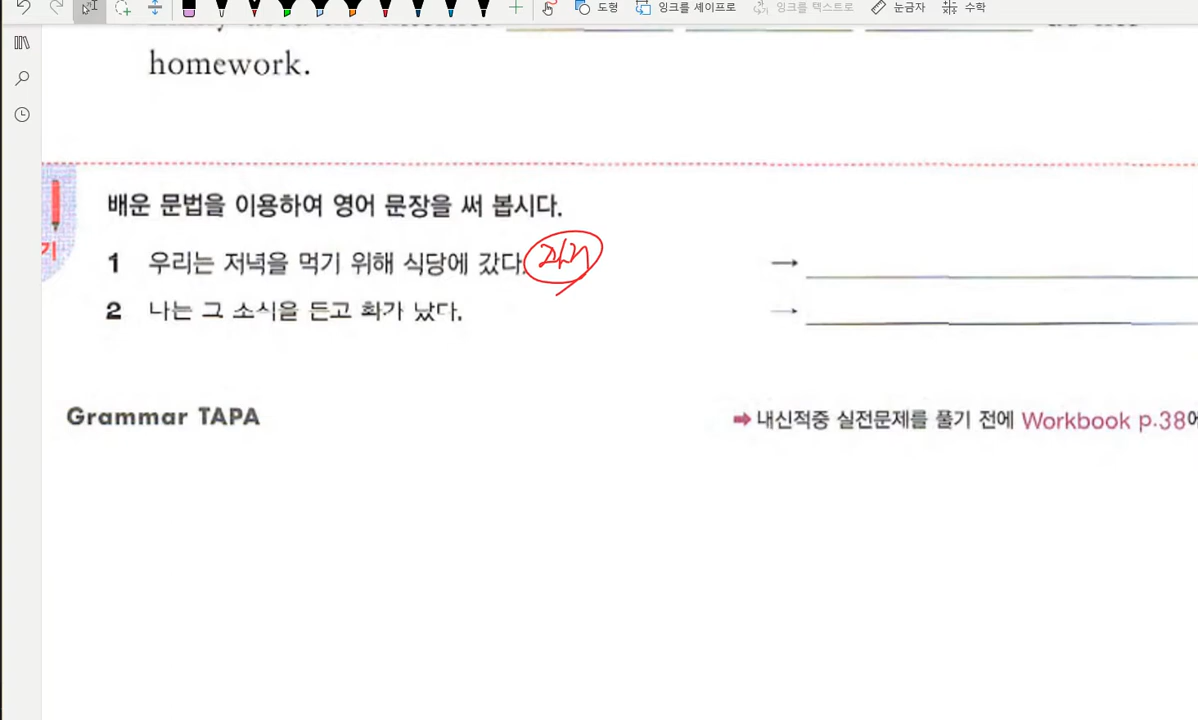 도형 잉크를 셰이프로 잉크를 텍스트로 눈금자 수학
homework.
배운 문법을 이용하여 영어 문장을 써 봅시다.
기
1 우리는 저녁을 먹기 위해 식당에 갔다. 과거 →
2 나는 그 소식을 듣고 화가 났다. →
Grammar TAPA
➡ 내신적중 실전문제를 풀기 전에 Workbook p.38에